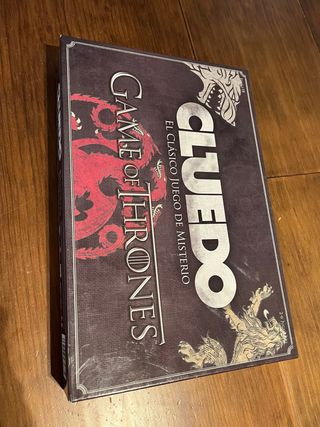 CLUEDO
EL CLÁSICO JUEGO DE MISTERIO
GAME OF THRONES